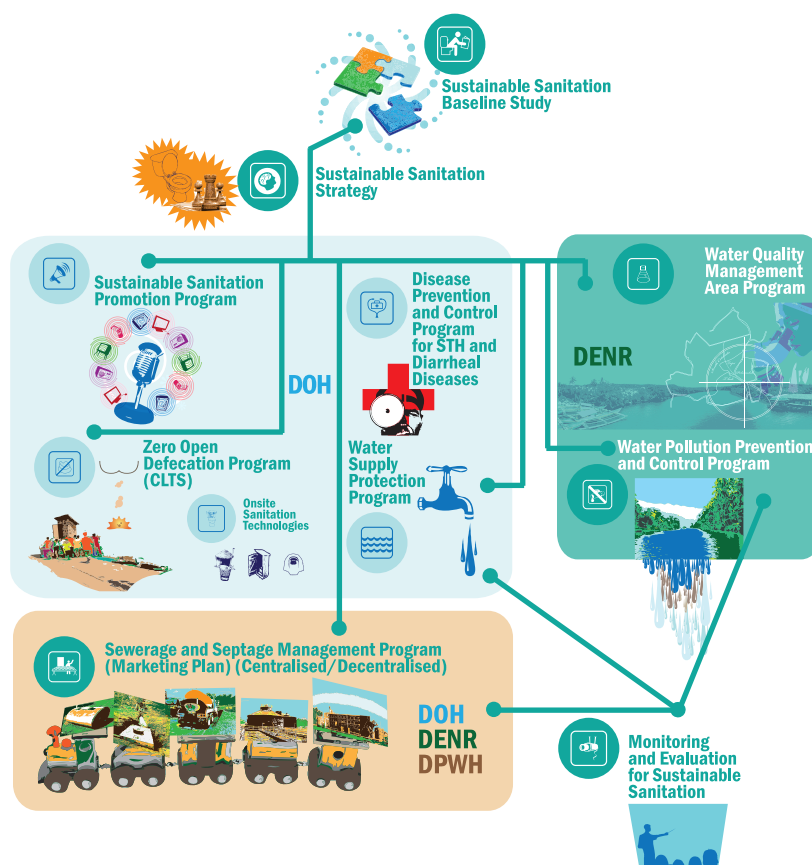 Sustainable Sanitation
Baseline Study
Sustainable Sanitation
Strategy
Sustainable Sanitation
Promotion Program
Disease
Prevention
and Control
Program
for STH and
Diarrheal
Diseases
DOH
Zero Open
Defecation Program
(CLTS)
Onsite
Sanitation
Technologies
Water
Supply
Protection
Program
Water Quality
Management
Area Program
DENR
Water Pollution Prevention
and Control Program
Sewerage and Septage Management Program
(Marketing Plan) (Centralised/Decentralised)
DOH
DENR
DPWH
Monitoring
and Evaluation
for Sustainable
Sanitation